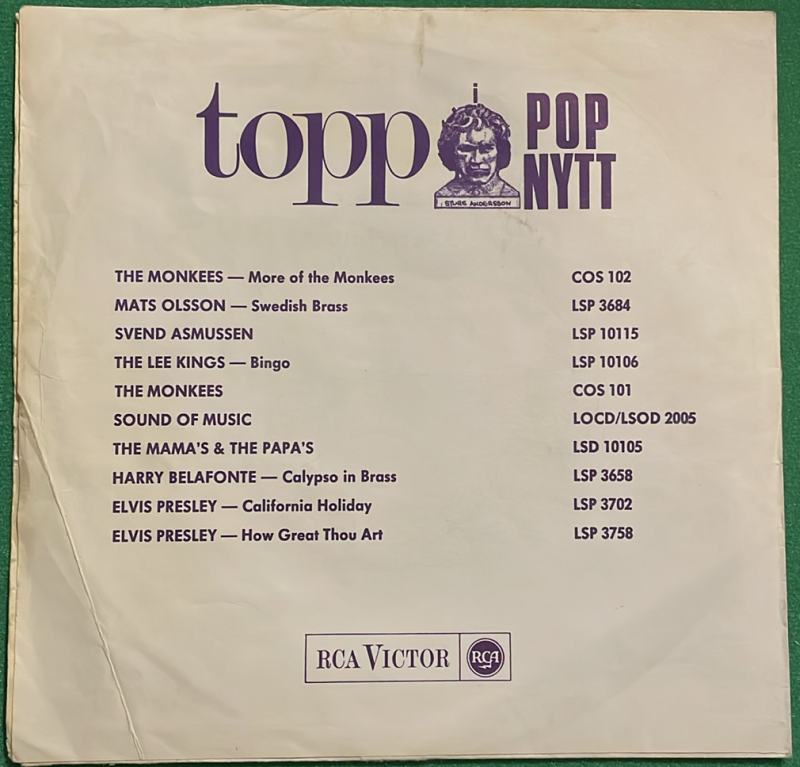 topp i POP
NYTT
STURE ANDERSSON
THE MONKEES — More of the Monkees COS 102
MATS OLSSON — Swedish Brass LSP 3684
SVEND ASMUSSEN LSP 10115
THE LEE KINGS — Bingo LSP 10106
THE MONKEES COS 101
SOUND OF MUSIC LOCD/LSOD 2005
THE MAMA'S & THE PAPA'S LSD 10105
HARRY BELAFONTE — Calypso in Brass LSP 3658
ELVIS PRESLEY — California Holiday LSP 3702
ELVIS PRESLEY — How Great Thou Art LSP 3758
RCA VICTOR RCA